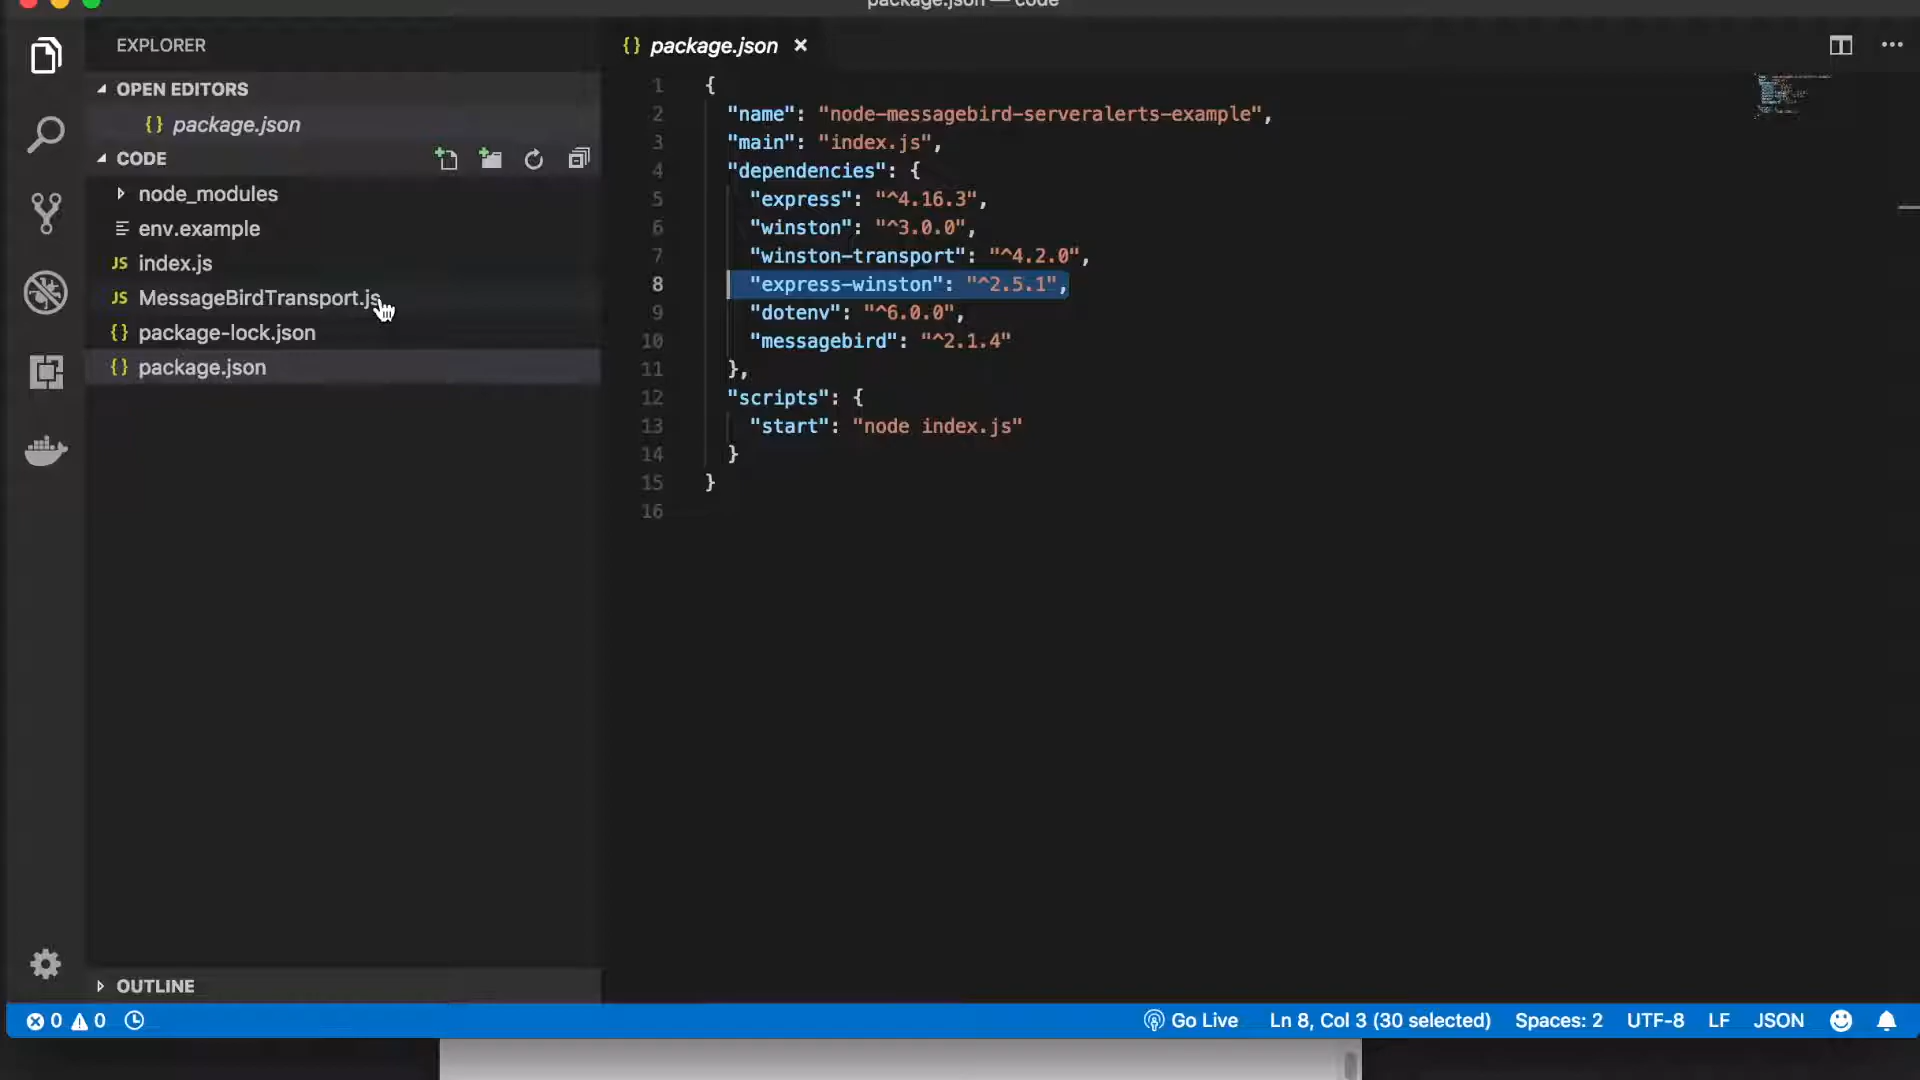 package.json — code
EXPLORER
OPEN EDITORS
{} package.json
CODE
node_modules
env.example
JS index.js
JS MessageBirdTransport.js
{} package-lock.json
{} package.json
OUTLINE
{} package.json ×
1 {
2 "name": "node-messagebird-serveralerts-example",
3 "main": "index.js",
4 "dependencies": {
5 "express": "^4.16.3",
6 "winston": "^3.0.0",
7 "winston-transport": "^4.2.0",
8 "express-winston": "^2.5.1",
9 "dotenv": "^6.0.0",
10 "messagebird": "^2.1.4"
11 },
12 "scripts": {
13 "start": "node index.js"
14 }
15 }
16
0 0 Go Live Ln 8, Col 3 (30 selected) Spaces: 2 UTF-8 LF JSON